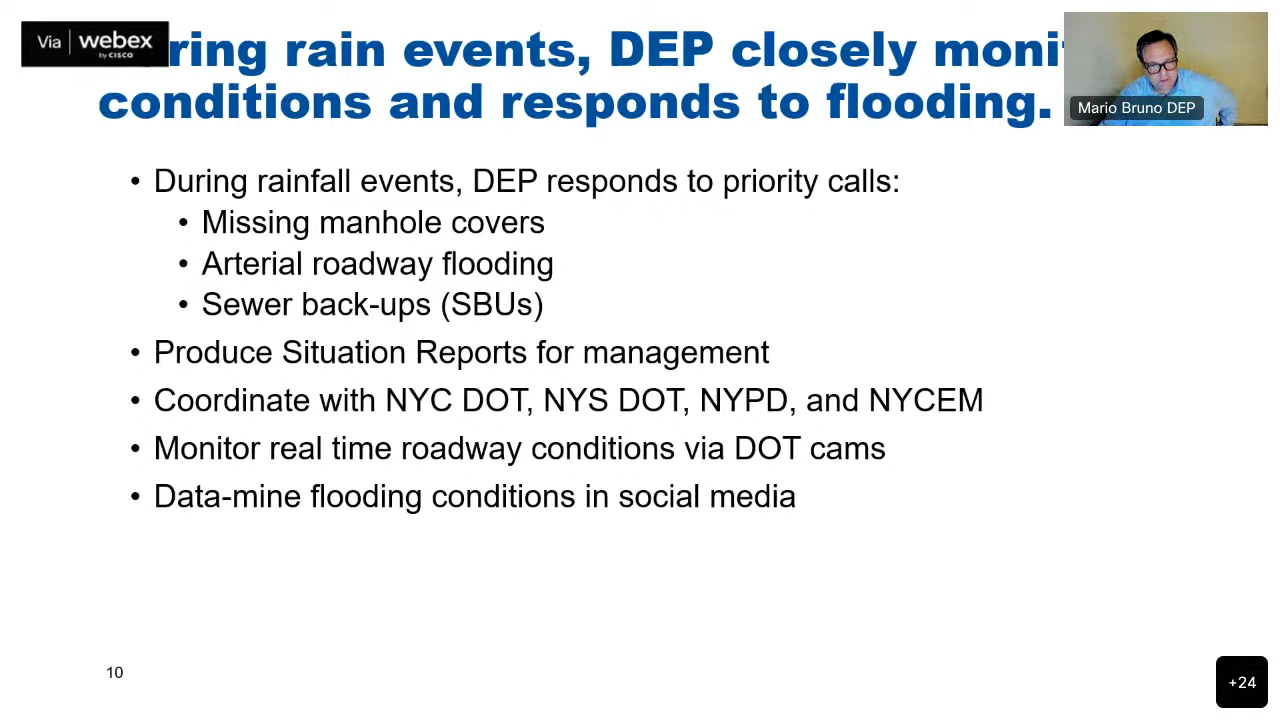 Via webex
by CISCO
ring rain events, DEP closely monit
conditions and responds to flooding.
Mario Bruno DEP
• During rainfall events, DEP responds to priority calls:
• Missing manhole covers
• Arterial roadway flooding
• Sewer back-ups (SBUs)
• Produce Situation Reports for management
• Coordinate with NYC DOT, NYS DOT, NYPD, and NYCEM
• Monitor real time roadway conditions via DOT cams
• Data-mine flooding conditions in social media
10
+24